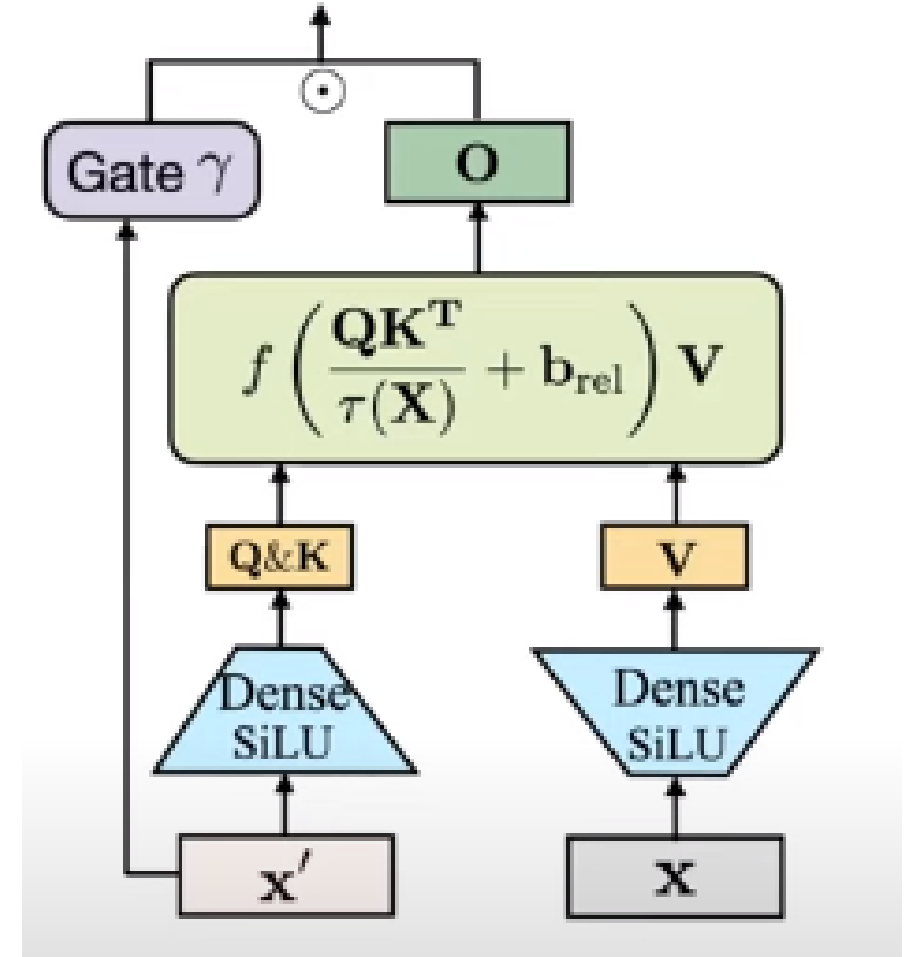 ⊙
Gate γ
O
f(QK^T / τ(X) + b_rel) V
Q&K
V
Dense
SiLU
Dense
SiLU
x′
x